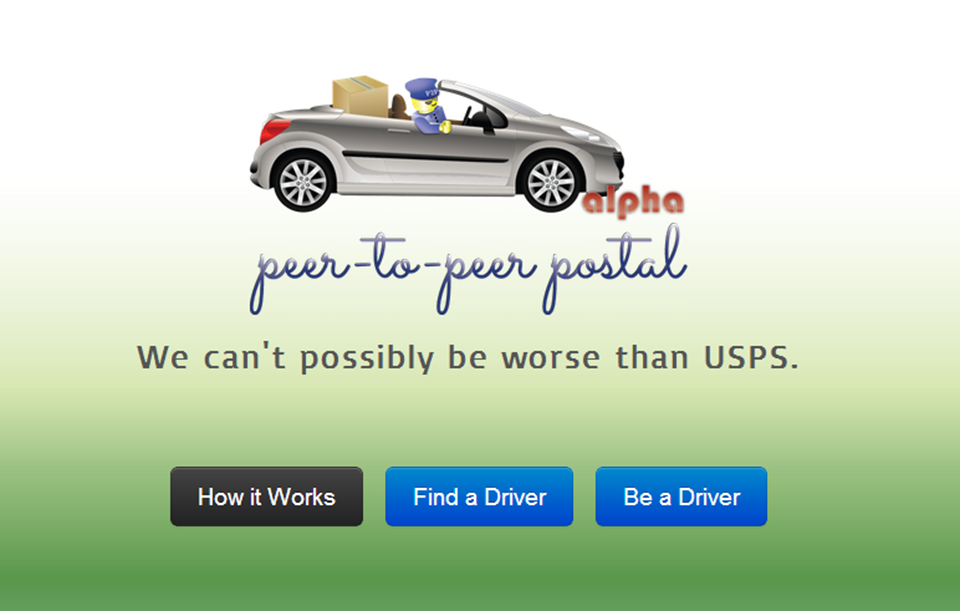 alpha
peer-to-peer postal
We can't possibly be worse than USPS.
How it Works
Find a Driver
Be a Driver